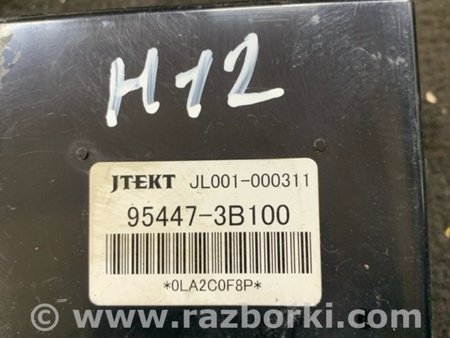 H12
JTEKT JL001-000311
95447-3B100
*0LA2C0F8P*
© www.razborki.com